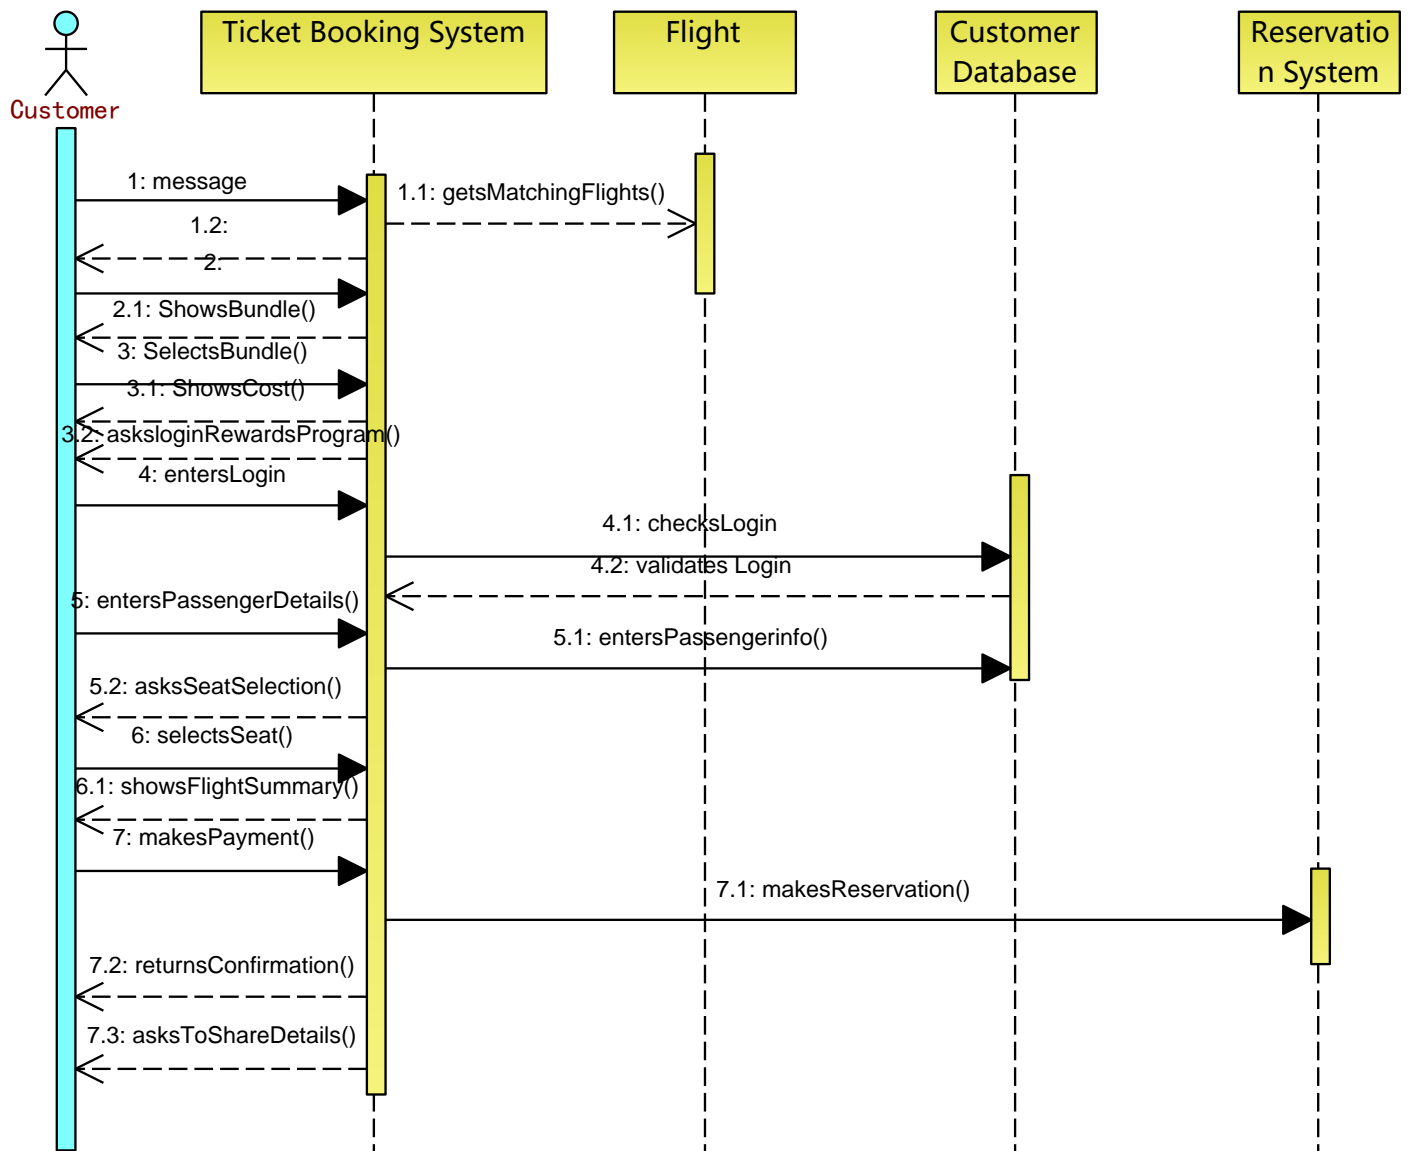 Ticket Booking System
Flight
Customer
Database
Reservatio
n System
Customer
1: message
1.1: getsMatchingFlights()
1.2:
2:
2.1: ShowsBundle()
3: SelectsBundle()
3.1: ShowsCost()
3.2: asksloginRewardsProgram()
4: entersLogin
4.1: checksLogin
4.2: validates Login
5: entersPassengerDetails()
5.1: entersPassengerinfo()
5.2: asksSeatSelection()
6: selectsSeat()
6.1: showsFlightSummary()
7: makesPayment()
7.1: makesReservation()
7.2: returnsConfirmation()
7.3: asksToShareDetails()